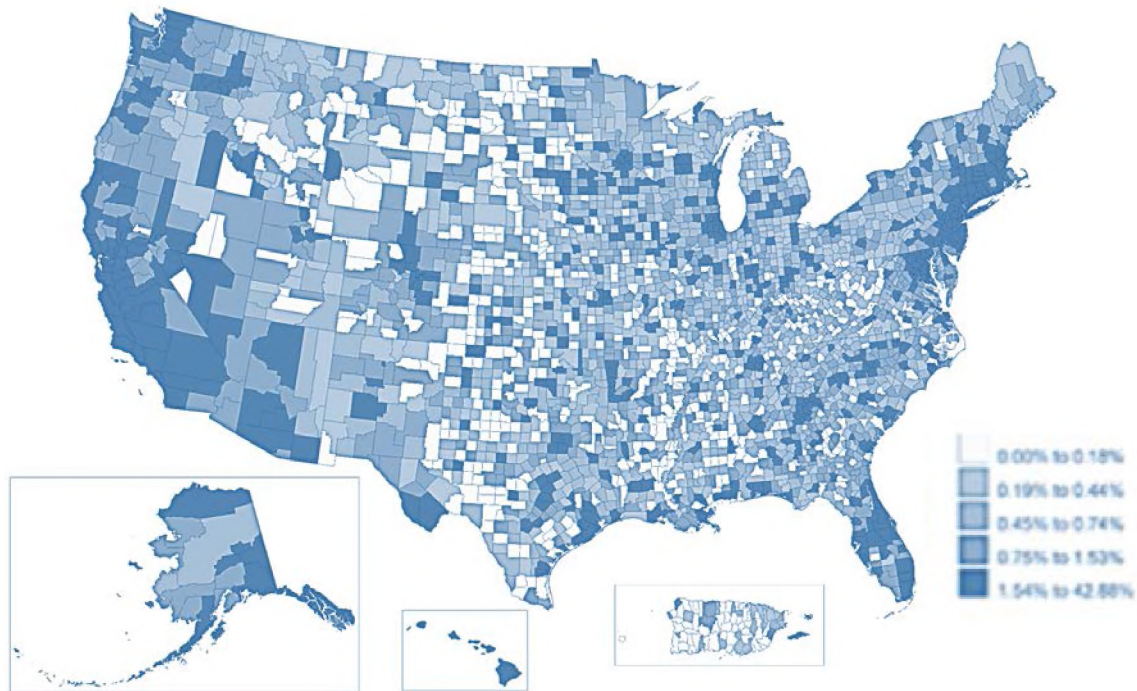 0.00% to 0.18%
0.19% to 0.44%
0.45% to 0.74%
0.75% to 1.53%
1.54% to 42.88%